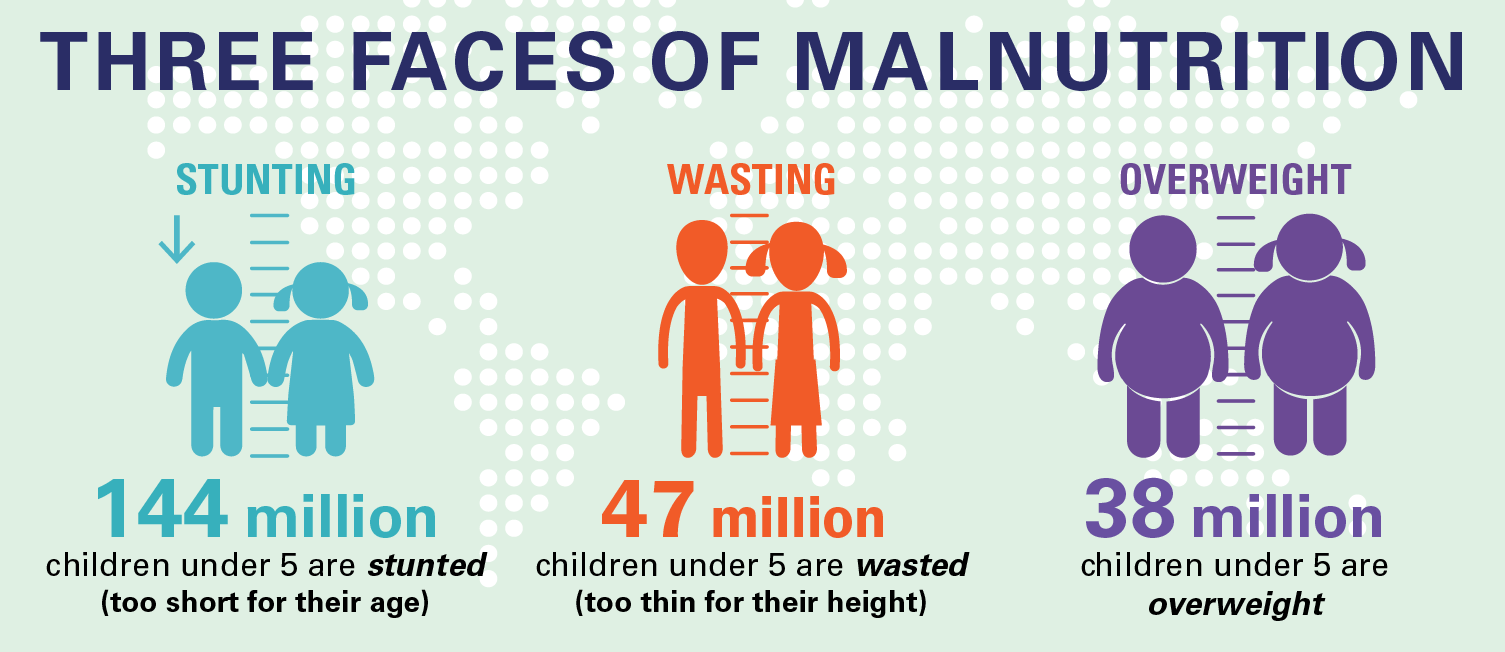 THREE FACES OF MALNUTRITION
STUNTING
WASTING
OVERWEIGHT
144 million
children under 5 are stunted
(too short for their age)
47 million
children under 5 are wasted
(too thin for their height)
38 million
children under 5 are
overweight